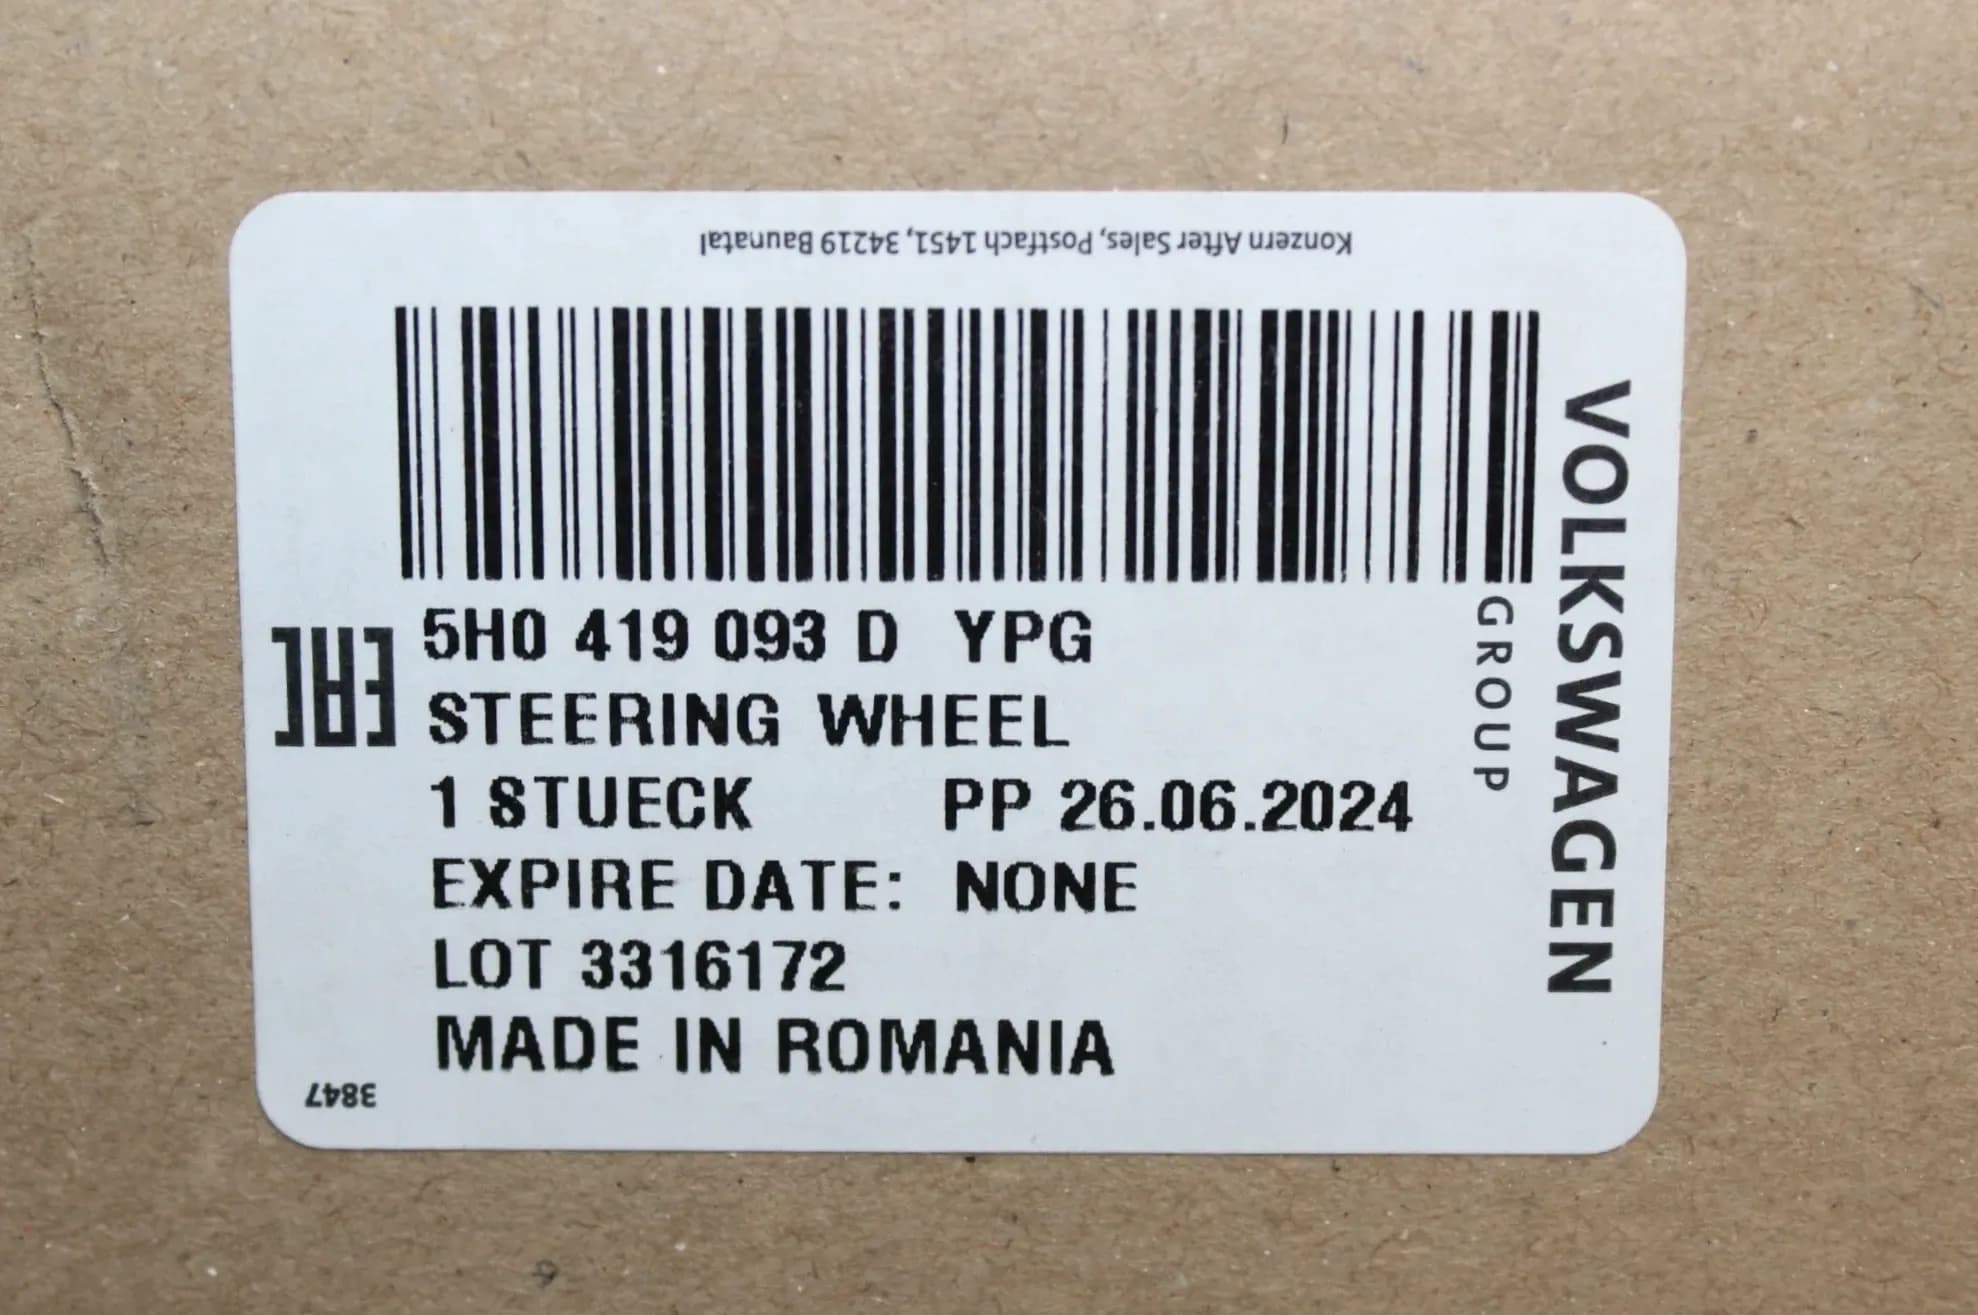 Konzern After Sales, Postfach 1451, 34219 Baunatal
5H0 419 093 D YPG
STEERING WHEEL
1 STUECK PP 26.06.2024
EXPIRE DATE: NONE
LOT 3316172
MADE IN ROMANIA
3847
VOLKSWAGEN
GROUP
EAC